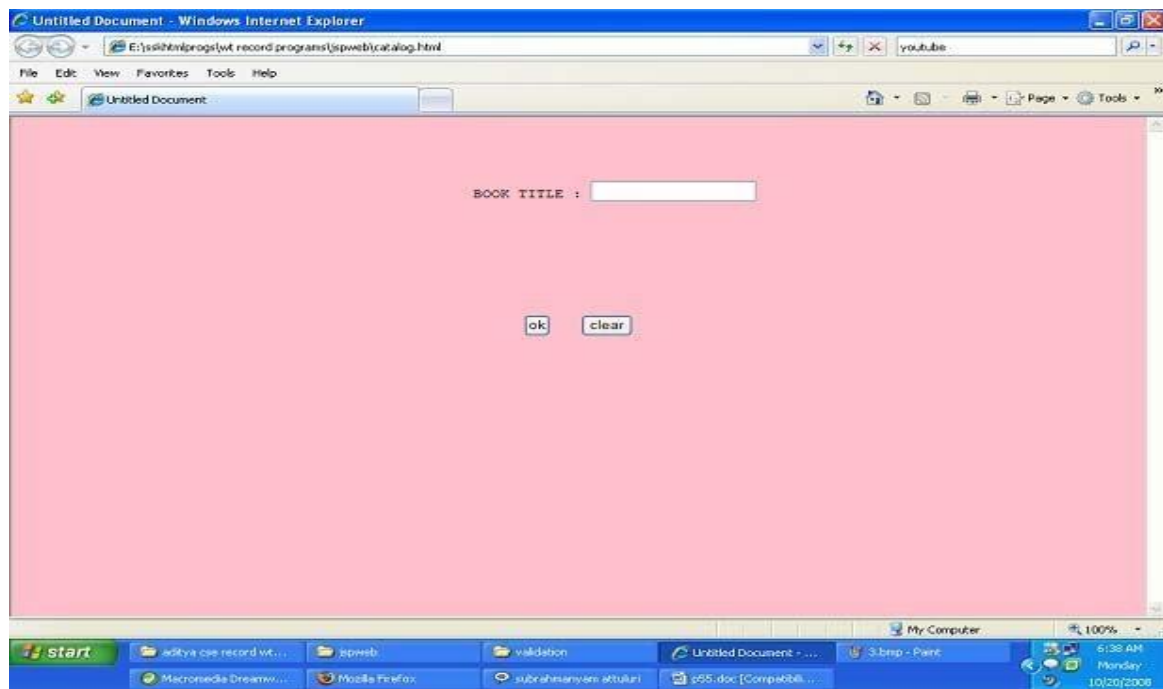 Untitled Document - Windows Internet Explorer
E:\sskhtmlprogs\wt record programs\jspweb\catalog.html
youtube
File Edit View Favorites Tools Help
Untitled Document
Page Tools
BOOK TITLE :
ok clear
My Computer 100%
start
aditya cse record wt...
jspweb
validation
Untitled Document - ...
3.bmp - Paint
6:38 AM
Macromedia Dreamw...
Mozilla Firefox
subrahmanyam attuluri
p55.doc [Compatibili...
Monday
10/20/2008